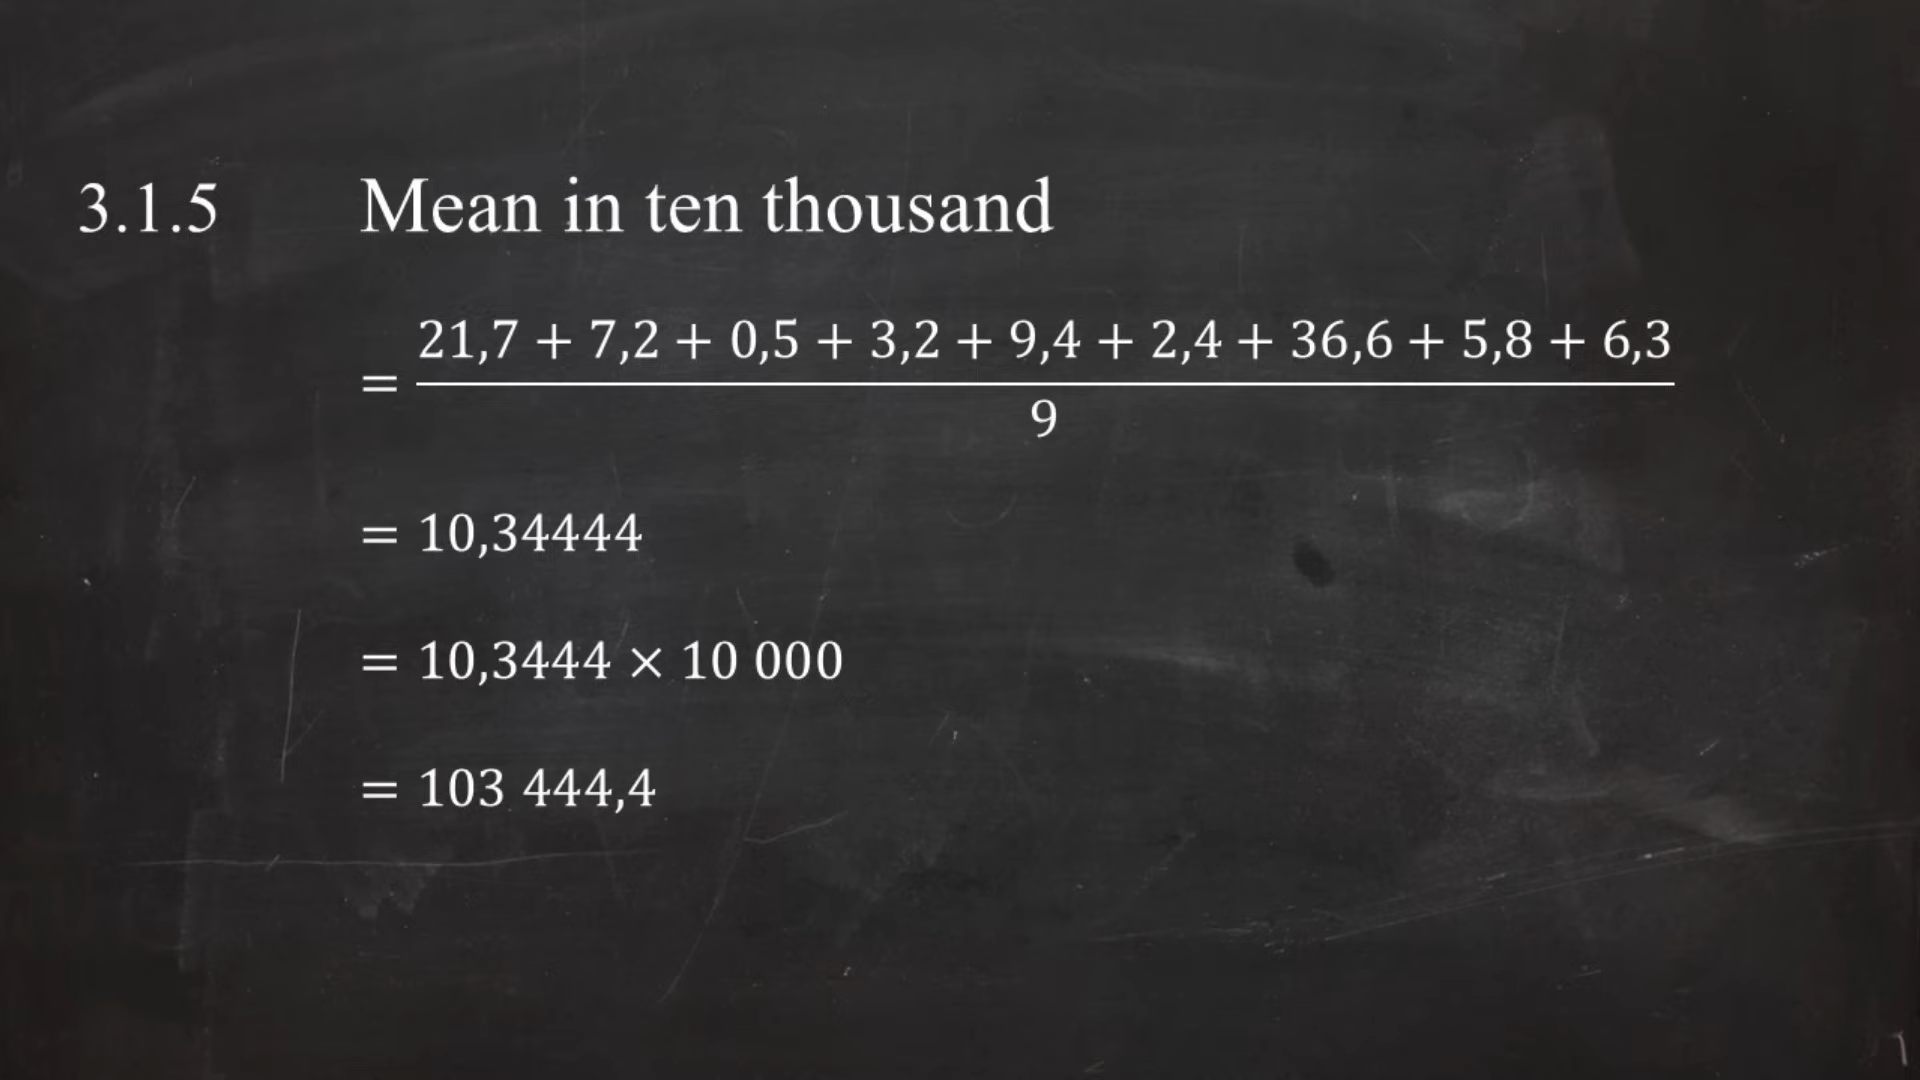 3.1.5 Mean in ten thousand
= \frac{21,7 + 7,2 + 0,5 + 3,2 + 9,4 + 2,4 + 36,6 + 5,8 + 6,3}{9}
= 10,34444
= 10,3444 × 10 000
= 103 444,4